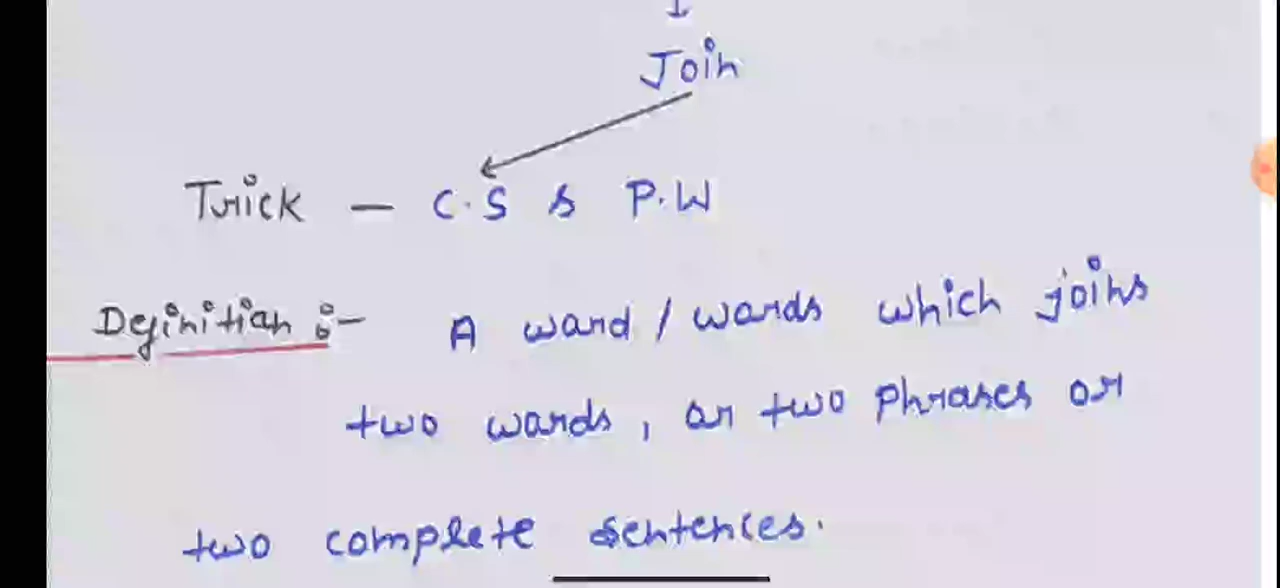 Join
Trick - C.S & P.W
Definition :- A word / words which joins
two words, or two phrases or
two complete sentences.